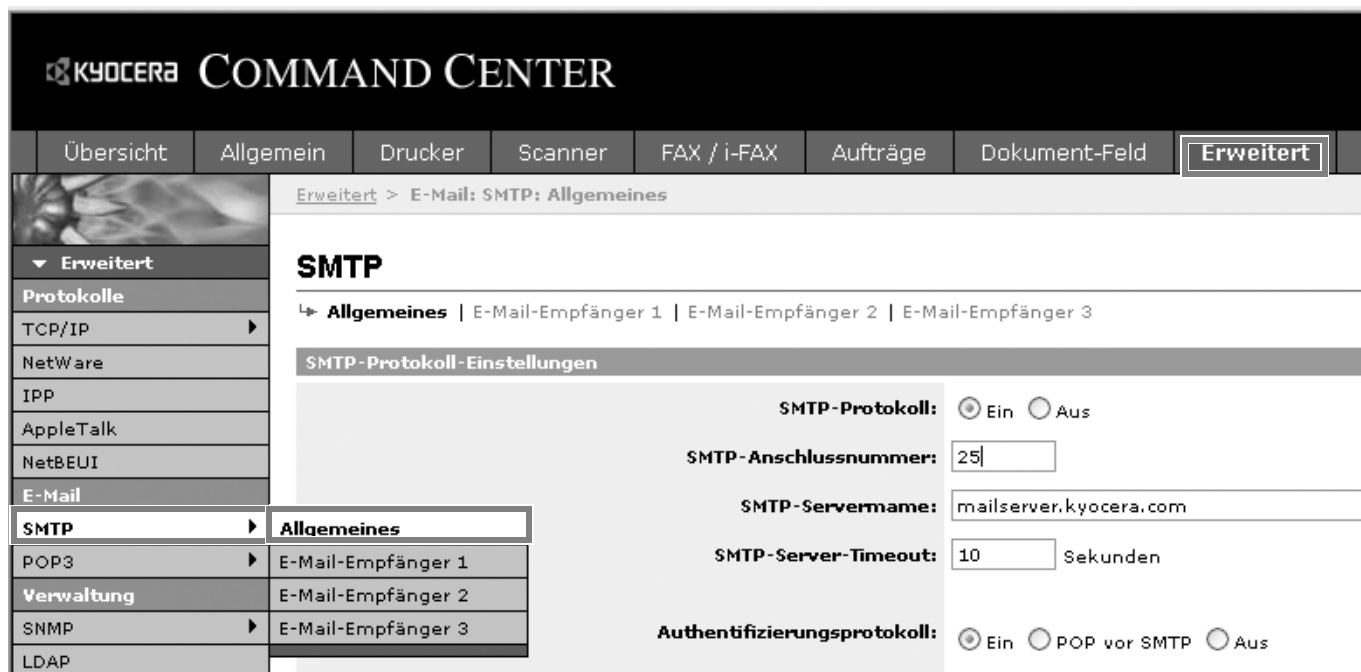 KYOCERA COMMAND CENTER
Übersicht Allgemein Drucker Scanner FAX / i-FAX Aufträge Dokument-Feld Erweitert
Erweitert > E-Mail: SMTP: Allgemeines
Erweitert
SMTP
Protokolle
Allgemeines | E-Mail-Empfänger 1 | E-Mail-Empfänger 2 | E-Mail-Empfänger 3
TCP/IP
NetWare
SMTP-Protokoll-Einstellungen
IPP
SMTP-Protokoll: Ein Aus
AppleTalk
NetBEUI
SMTP-Anschlussnummer: 25
E-Mail
SMTP-Servername: mailserver.kyocera.com
SMTP
Allgemeines
SMTP-Server-Timeout: 10 Sekunden
POP3
E-Mail-Empfänger 1
Verwaltung
E-Mail-Empfänger 2
SNMP
E-Mail-Empfänger 3
Authentifizierungsprotokoll: Ein POP vor SMTP Aus
LDAP